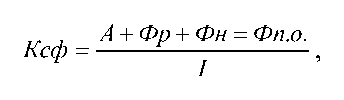 Ксф = A + Фр + Фн = Фп.о. / I ,